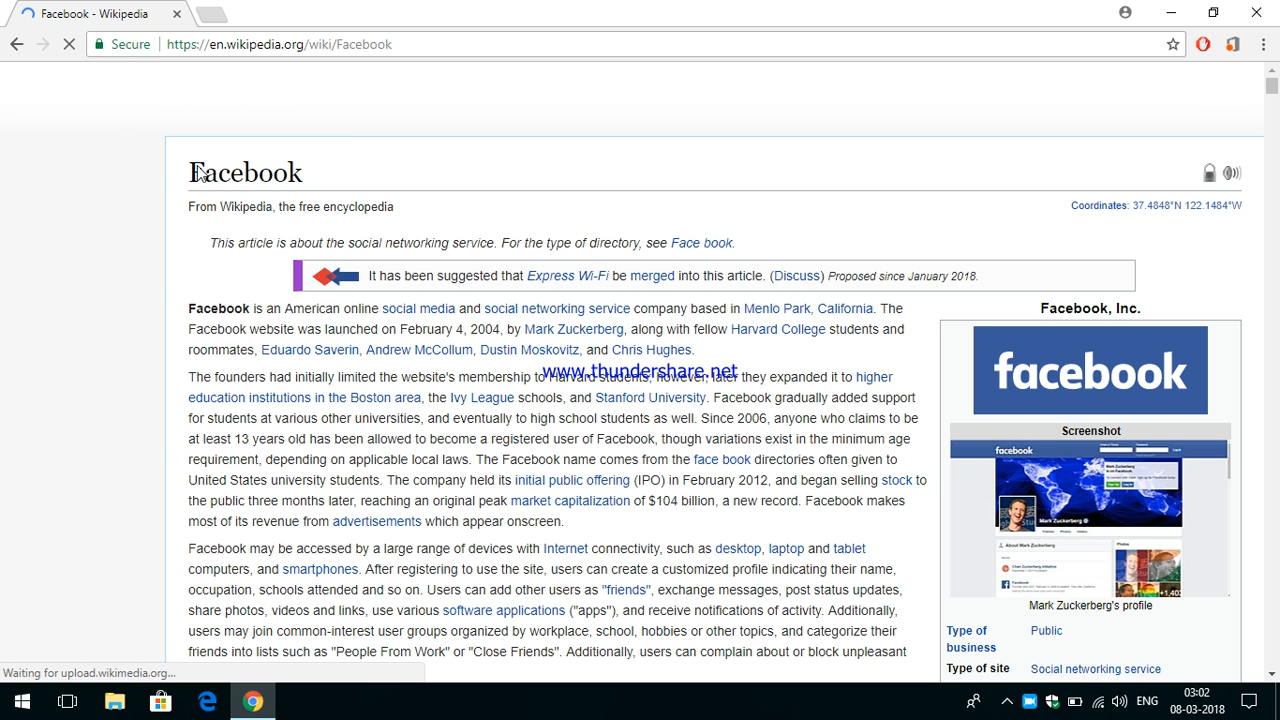 Facebook - Wikipedia
Secure
https://en.wikipedia.org/wiki/Facebook
Facebook
From Wikipedia, the free encyclopedia
Coordinates: 37.4848°N 122.1484°W
This article is about the social networking service. For the type of directory, see Face book.
It has been suggested that Express Wi-Fi be merged into this article. (Discuss) Proposed since January 2018.
Facebook is an American online social media and social networking service company based in Menlo Park, California. The
Facebook website was launched on February 4, 2004, by Mark Zuckerberg, along with fellow Harvard College students and
roommates, Eduardo Saverin, Andrew McCollum, Dustin Moskovitz, and Chris Hughes.
www.thundershare.net
The founders had initially limited the website's membership to Harvard students; however, later they expanded it to higher
education institutions in the Boston area, the Ivy League schools, and Stanford University. Facebook gradually added support
for students at various other universities, and eventually to high school students as well. Since 2006, anyone who claims to be
at least 13 years old has been allowed to become a registered user of Facebook, though variations exist in the minimum age
requirement, depending on applicable local laws. The Facebook name comes from the face book directories often given to
United States university students. The company held its initial public offering (IPO) in February 2012, and began selling stock to
the public three months later, reaching an original peak market capitalization of $104 billion, a new record. Facebook makes
most of its revenue from advertisements which appear onscreen.
Facebook may be accessed by a large range of devices with Internet connectivity, such as desktop, laptop and tablet
computers, and smartphones. After registering to use the site, users can create a customized profile indicating their name,
occupation, schools attended and so on. Users can add other users as "friends", exchange messages, post status updates,
share photos, videos and links, use various software applications ("apps"), and receive notifications of activity. Additionally,
users may join common-interest user groups organized by workplace, school, hobbies or other topics, and categorize their
friends into lists such as "People From Work" or "Close Friends". Additionally, users can complain about or block unpleasant
Facebook, Inc.
facebook
Screenshot
facebook
Mark Zuckerberg
About Mark Zuckerberg
Photos
Mark Zuckerberg's profile
Type of
business
Public
Type of site
Social networking service
Waiting for upload.wikimedia.org...
ENG
03:02
08-03-2018